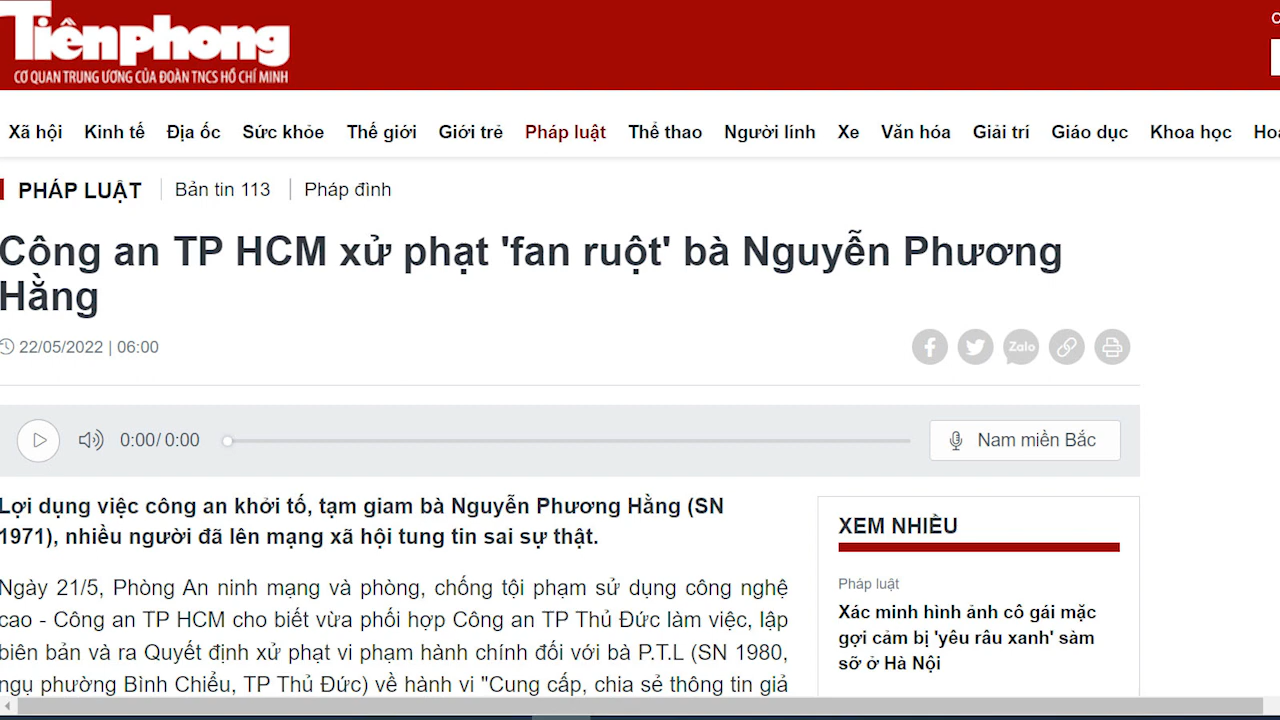 Tiênphong
CƠ QUAN TRUNG ƯƠNG CỦA ĐOÀN TNCS HỒ CHÍ MINH
Xã hội Kinh tế Địa ốc Sức khỏe Thế giới Giới trẻ Pháp luật Thể thao Người lính Xe Văn hóa Giải trí Giáo dục Khoa học
PHÁP LUẬT Bản tin 113 Pháp đình
Công an TP HCM xử phạt 'fan ruột' bà Nguyễn Phương
Hằng
22/05/2022 | 06:00
Zalo
0:00/ 0:00
Nam miền Bắc
Lợi dụng việc công an khởi tố, tạm giam bà Nguyễn Phương Hằng (SN
1971), nhiều người đã lên mạng xã hội tung tin sai sự thật.
Ngày 21/5, Phòng An ninh mạng và phòng, chống tội phạm sử dụng công nghệ
cao - Công an TP HCM cho biết vừa phối hợp Công an TP Thủ Đức làm việc, lập
biên bản và ra Quyết định xử phạt vi phạm hành chính đối với bà P.T.L (SN 1980,
ngụ phường Bình Chiểu, TP Thủ Đức) về hành vi "Cung cấp, chia sẻ thông tin giả
XEM NHIỀU
Pháp luật
Xác minh hình ảnh cô gái mặc
gợi cảm bị 'yêu râu xanh' sàm
sỡ ở Hà Nội